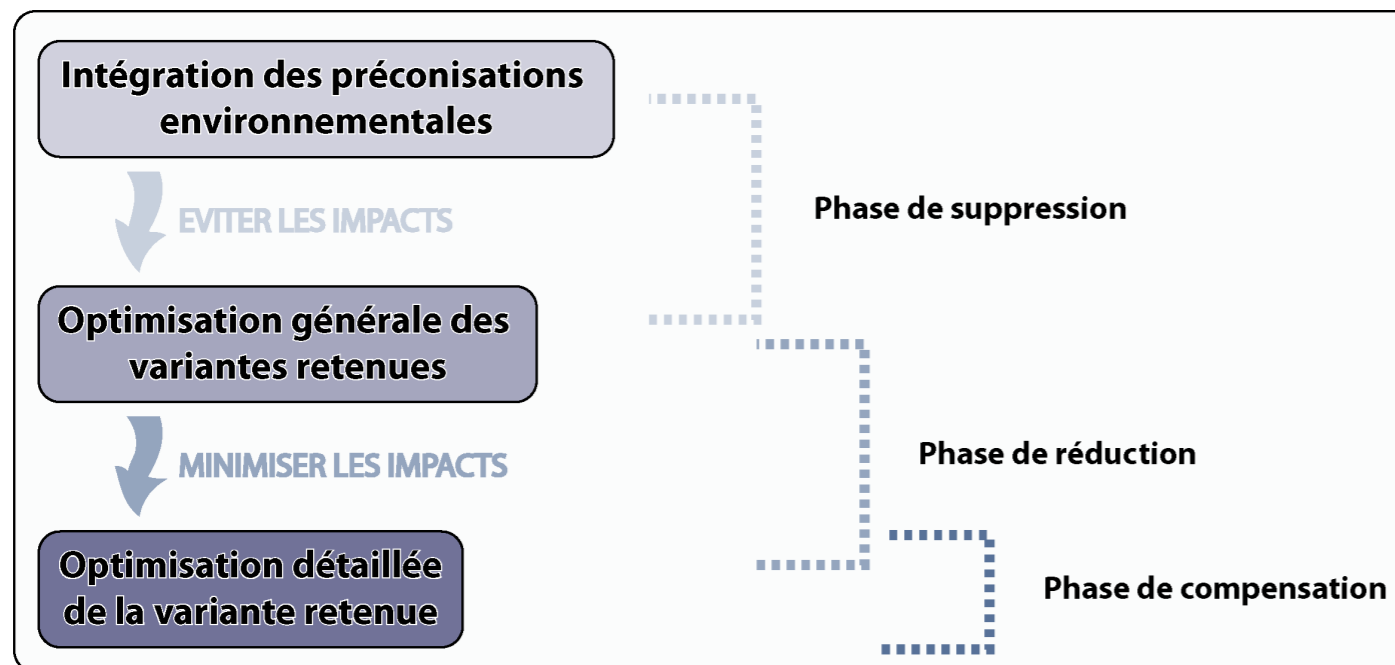 Intégration des préconisations
environnementales
EVITER LES IMPACTS
Phase de suppression
Optimisation générale des
variantes retenues
MINIMISER LES IMPACTS
Phase de réduction
Optimisation détaillée
de la variante retenue
Phase de compensation